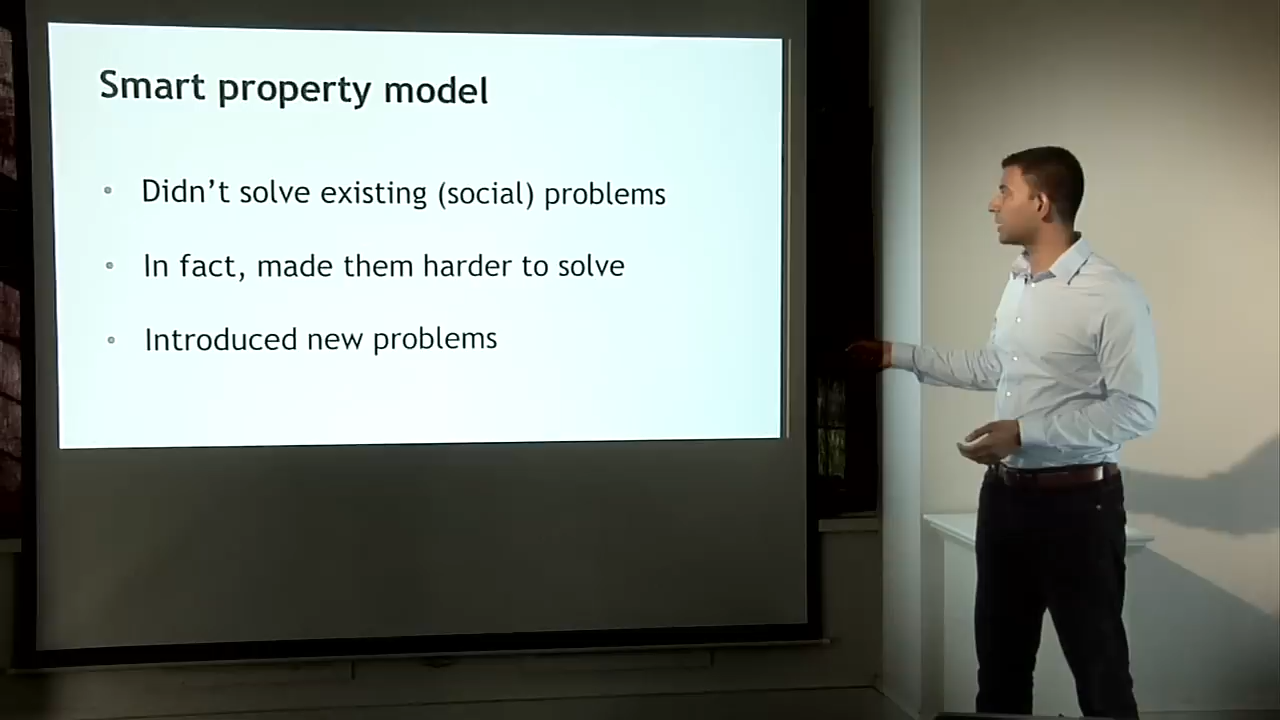 Smart property model
Didn't solve existing (social) problems
In fact, made them harder to solve
Introduced new problems